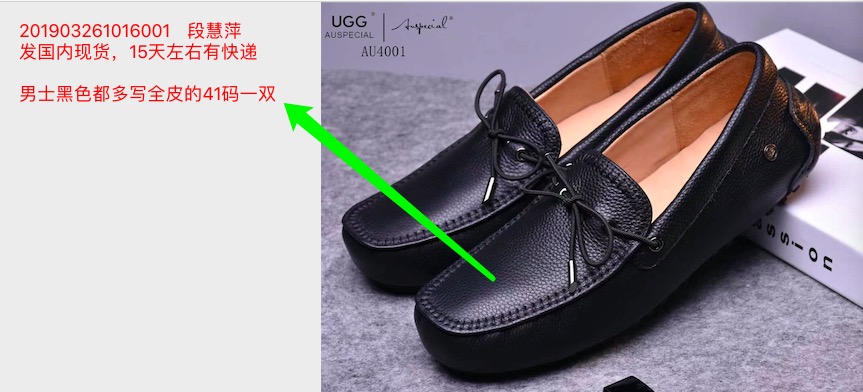 201903261016001 段慧萍
发国内现货，15天左右有快递
男士黑色都多写全皮的41码一双
UGG
AUSPECIAL
Auspecial
AU4001
ssion